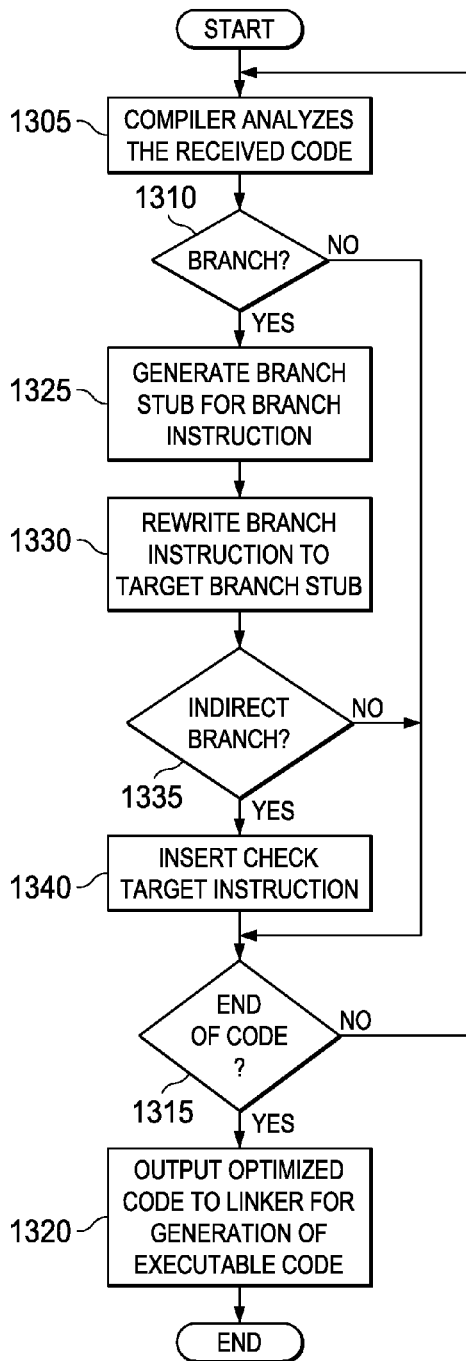 START
1305
COMPILER ANALYZES
THE RECEIVED CODE
1310
BRANCH?
NO
YES
1325
GENERATE BRANCH
STUB FOR BRANCH
INSTRUCTION
1330
REWRITE BRANCH
INSTRUCTION TO
TARGET BRANCH STUB
INDIRECT
BRANCH?
NO
1335
YES
1340
INSERT CHECK
TARGET INSTRUCTION
END
OF CODE
?
NO
1315
YES
1320
OUTPUT OPTIMIZED
CODE TO LINKER FOR
GENERATION OF
EXECUTABLE CODE
END